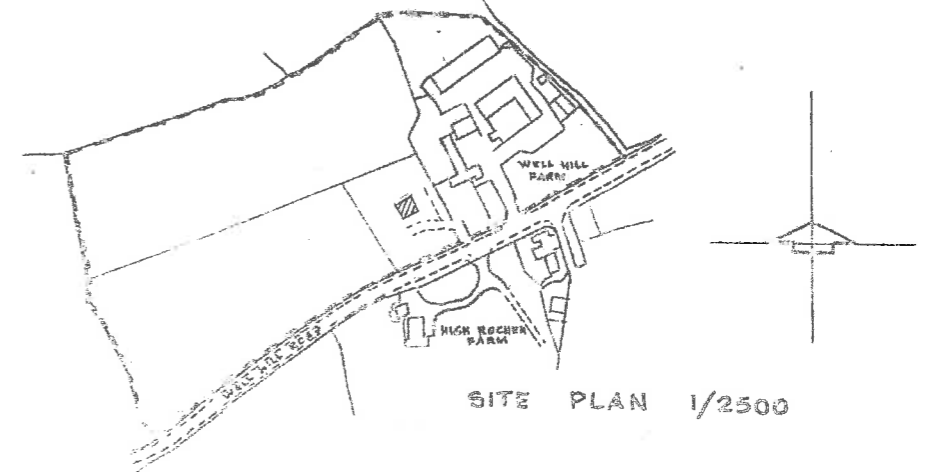 WELL HILL
FARM
WELL HILL ROAD
HIGH ROCHER
FARM
SITE PLAN 1/2500